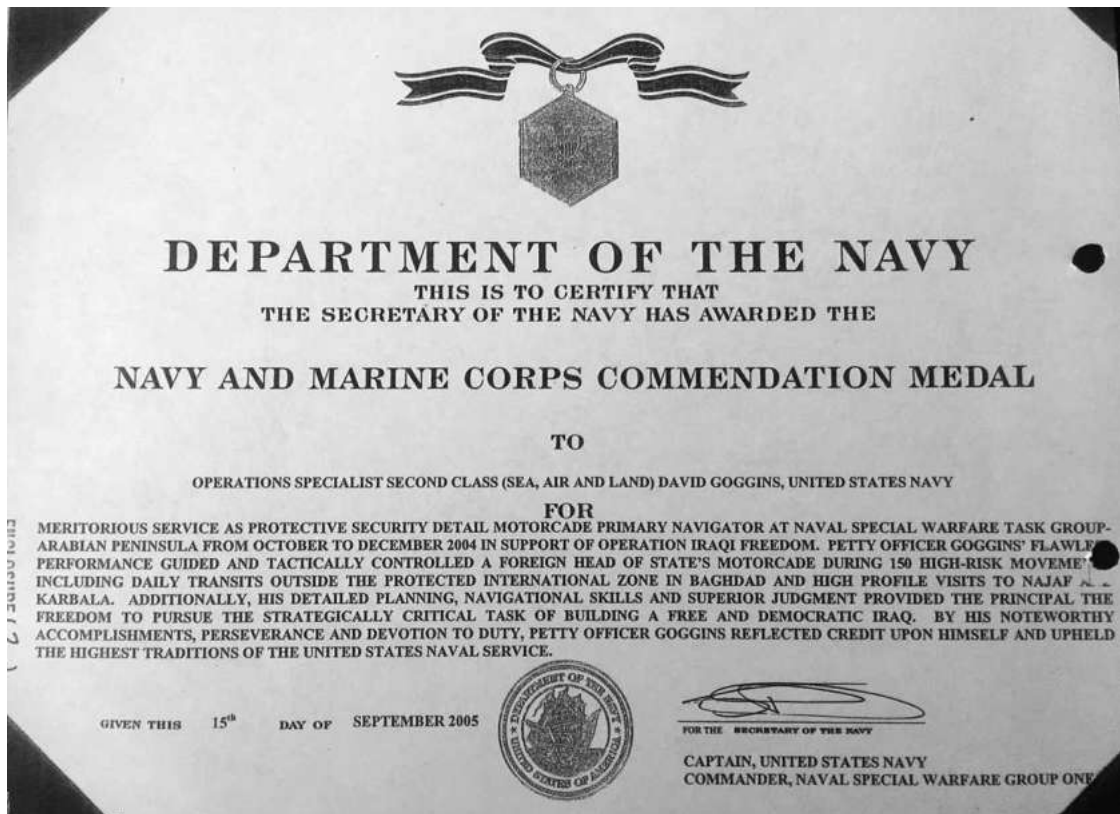 DEPARTMENT OF THE NAVY
THIS IS TO CERTIFY THAT
THE SECRETARY OF THE NAVY HAS AWARDED THE
NAVY AND MARINE CORPS COMMENDATION MEDAL
TO
OPERATIONS SPECIALIST SECOND CLASS (SEA, AIR AND LAND) DAVID GOGGINS, UNITED STATES NAVY
FOR
MERITORIOUS SERVICE AS PROTECTIVE SECURITY DETAIL MOTORCADE PRIMARY NAVIGATOR AT NAVAL SPECIAL WARFARE TASK GROUP-
ARABIAN PENINSULA FROM OCTOBER TO DECEMBER 2004 IN SUPPORT OF OPERATION IRAQI FREEDOM. PETTY OFFICER GOGGINS' FLAWLE
PERFORMANCE GUIDED AND TACTICALLY CONTROLLED A FOREIGN HEAD OF STATE'S MOTORCADE DURING 150 HIGH-RISK MOVEME
INCLUDING DAILY TRANSITS OUTSIDE THE PROTECTED INTERNATIONAL ZONE IN BAGHDAD AND HIGH PROFILE VISITS TO NAJAF
KARBALA. ADDITIONALLY, HIS DETAILED PLANNING, NAVIGATIONAL SKILLS AND SUPERIOR JUDGMENT PROVIDED THE PRINCIPAL THE
FREEDOM TO PURSUE THE STRATEGICALLY CRITICAL TASK OF BUILDING A FREE AND DEMOCRATIC IRAQ. BY HIS NOTEWORTHY
ACCOMPLISHMENTS, PERSEVERANCE AND DEVOTION TO DUTY, PETTY OFFICER GOGGINS REFLECTED CREDIT UPON HIMSELF AND UPHELD
THE HIGHEST TRADITIONS OF THE UNITED STATES NAVAL SERVICE.
GIVEN THIS 15th DAY OF SEPTEMBER 2005
DEPARTMENT OF THE NAVY
UNITED STATES OF AMERICA
FOR THE SECRETARY OF THE NAVY
CAPTAIN, UNITED STATES NAVY
COMMANDER, NAVAL SPECIAL WARFARE GROUP ONE